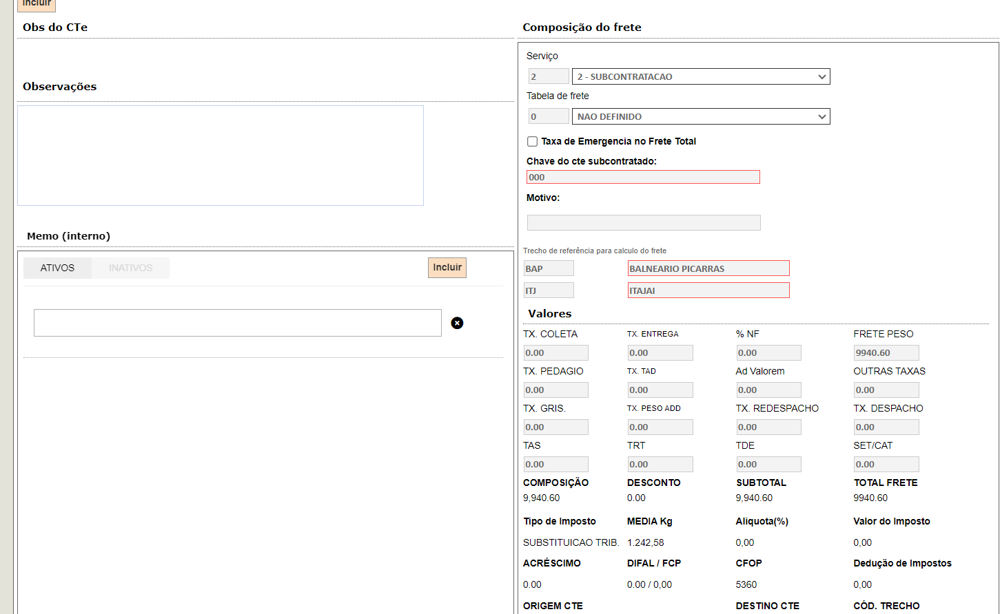 Incluir
Obs do CTe
Observações
Memo (interno)
ATIVOS INATIVOS Incluir
Composição do frete
Serviço
2 2 - SUBCONTRATACAO
Tabela de frete
0 NAO DEFINIDO
Taxa de Emergencia no Frete Total
Chave do cte subcontratado:
000
Motivo:
Trecho de referência para calculo do frete
BAP BALNEARIO PICARRAS
ITJ ITAJAI
Valores
TX. COLETA TX. ENTREGA % NF FRETE PESO
0.00 0.00 0.00 9940.60
TX. PEDAGIO TX. TAD Ad Valorem OUTRAS TAXAS
0.00 0.00 0.00 0.00
TX. GRIS. TX. PESO ADD TX. REDESPACHO TX. DESPACHO
0.00 0.00 0.00 0.00
TAS TRT TDE SET/CAT
0.00 0.00 0.00 0.00
COMPOSIÇÃO DESCONTO SUBTOTAL TOTAL FRETE
9,940.60 0.00 9,940.60 9940.60
Tipo de Imposto MEDIA Kg Aliquota(%) Valor do Imposto
SUBSTITUICAO TRIB. 1.242,58 0,00 0,00
ACRÉSCIMO DIFAL / FCP CFOP Dedução de Impostos
0.00 0.00 / 0,00 5360 0,00
ORIGEM CTE DESTINO CTE CÓD. TRECHO